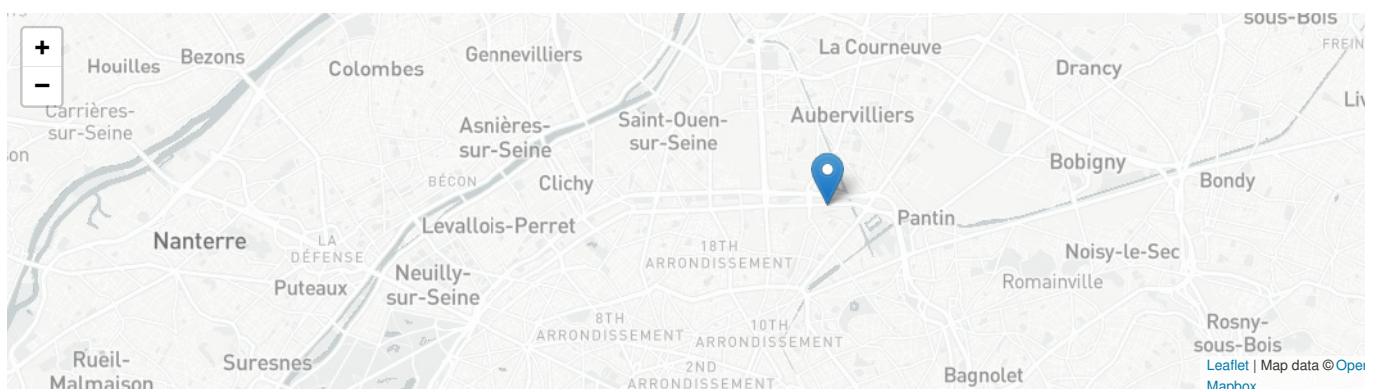 sous-Bois
+
−
Houilles
Bezons
Colombes
Gennevilliers
La Courneuve
Drancy
Carrières-
sur-Seine
Asnières-
sur-Seine
Saint-Ouen-
sur-Seine
Aubervilliers
BÉCON
Clichy
Bobigny
Bondy
Levallois-Perret
Pantin
Nanterre
LA
DÉFENSE
18TH
ARRONDISSEMENT
Noisy-le-Sec
Romainville
Neuilly-
sur-Seine
Puteaux
8TH
ARRONDISSEMENT
10TH
ARRONDISSEMENT
Rosny-
sous-Bois
Rueil-
Malmaison
Suresnes
2ND
ARRONDISSEMENT
Bagnolet
Leaflet | Map data © Open
Mapbox